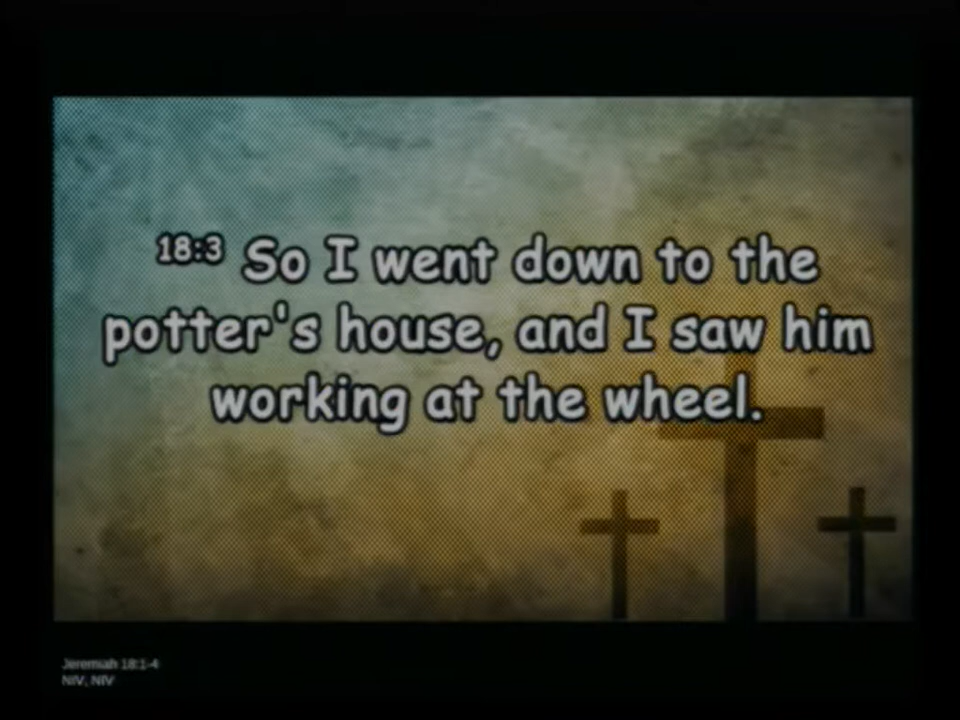 18:3 So I went down to the
potter's house, and I saw him
working at the wheel.
Jeremiah 18:1-4
NIV, NIV